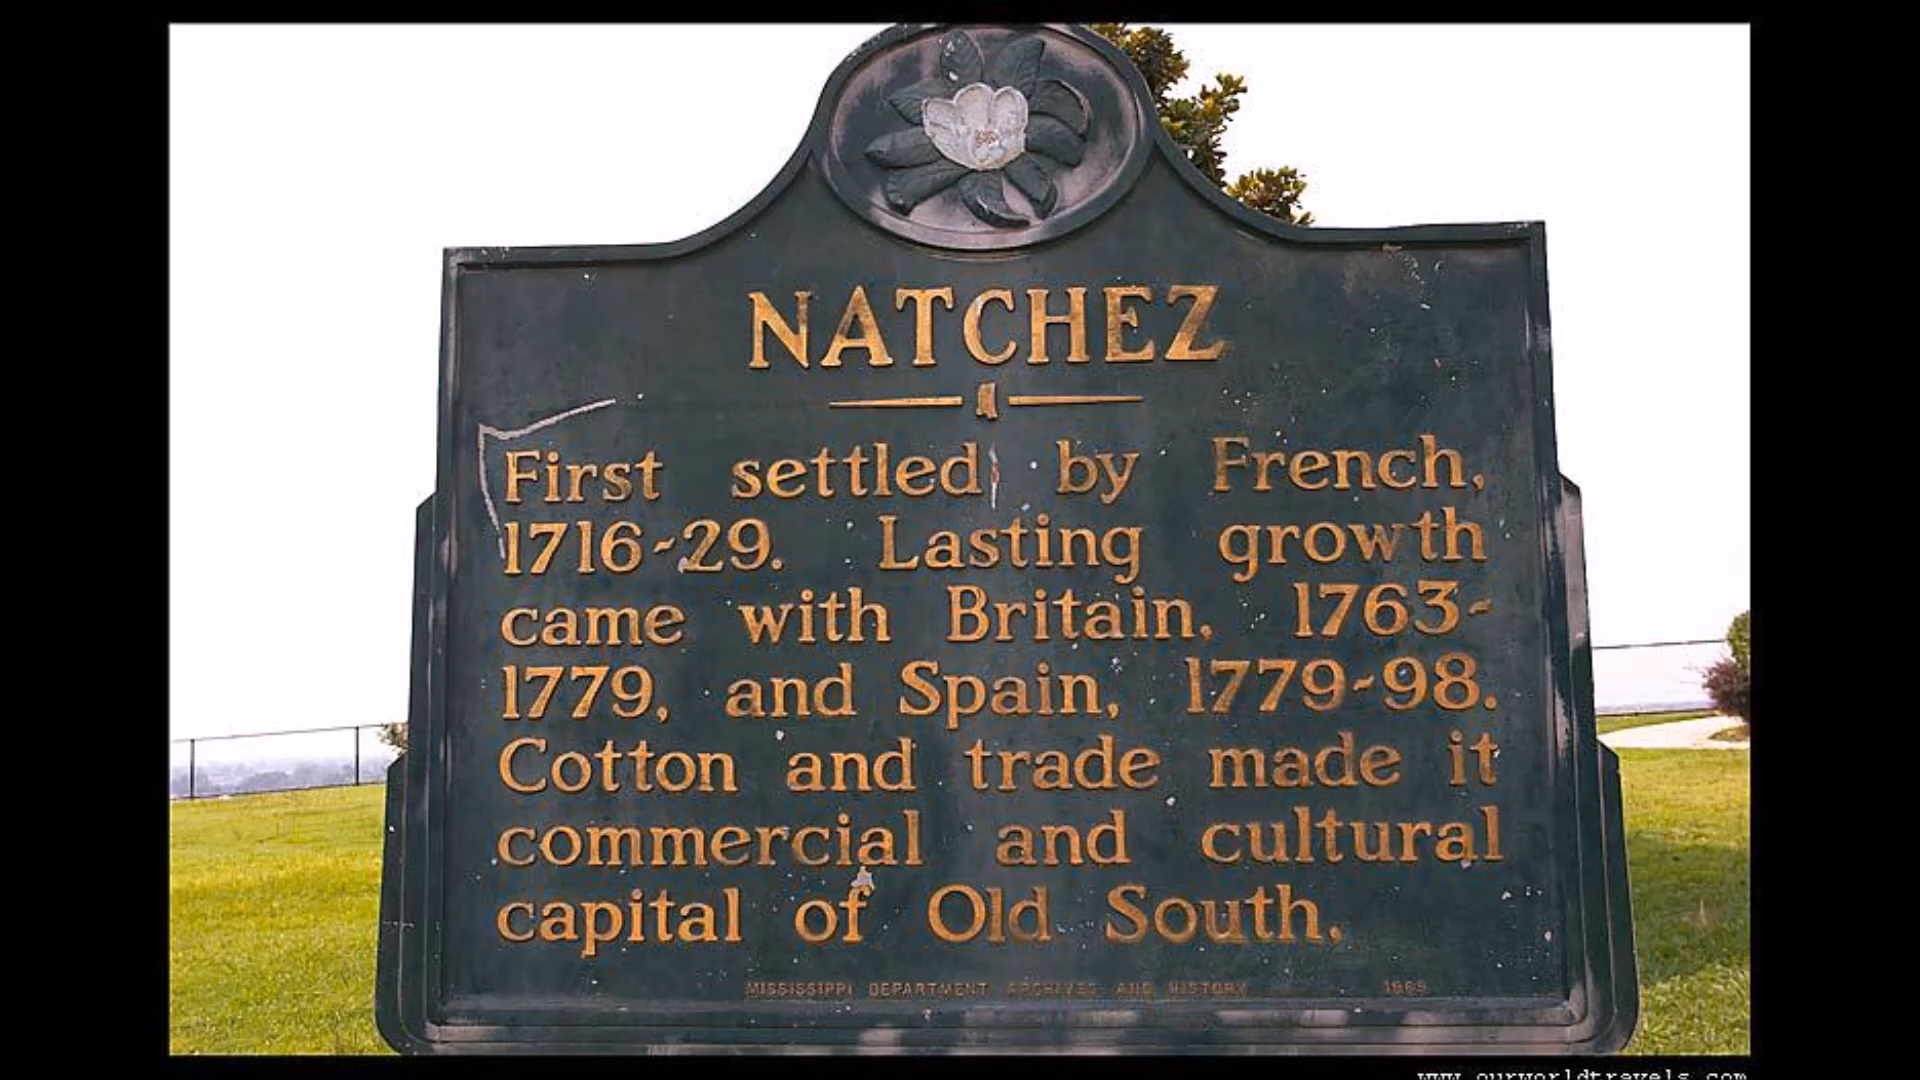 NATCHEZ
First settled by French,
1716-29. Lasting growth
came with Britain, 1763-
1779, and Spain, 1779-98.
Cotton and trade made it
commercial and cultural
capital of Old South.
MISSISSIPPI DEPARTMENT ARCHIVES AND HISTORY
www.ourworldtravels.com